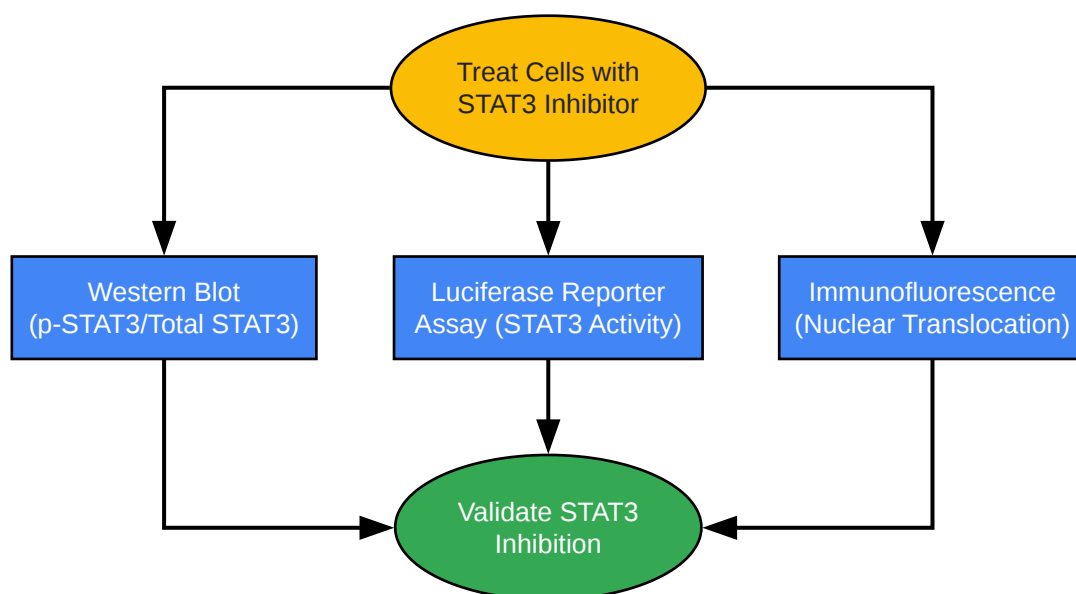 Treat Cells with
STAT3 Inhibitor
Western Blot
(p-STAT3/Total STAT3)
Luciferase Reporter
Assay (STAT3 Activity)
Immunofluorescence
(Nuclear Translocation)
Validate STAT3
Inhibition